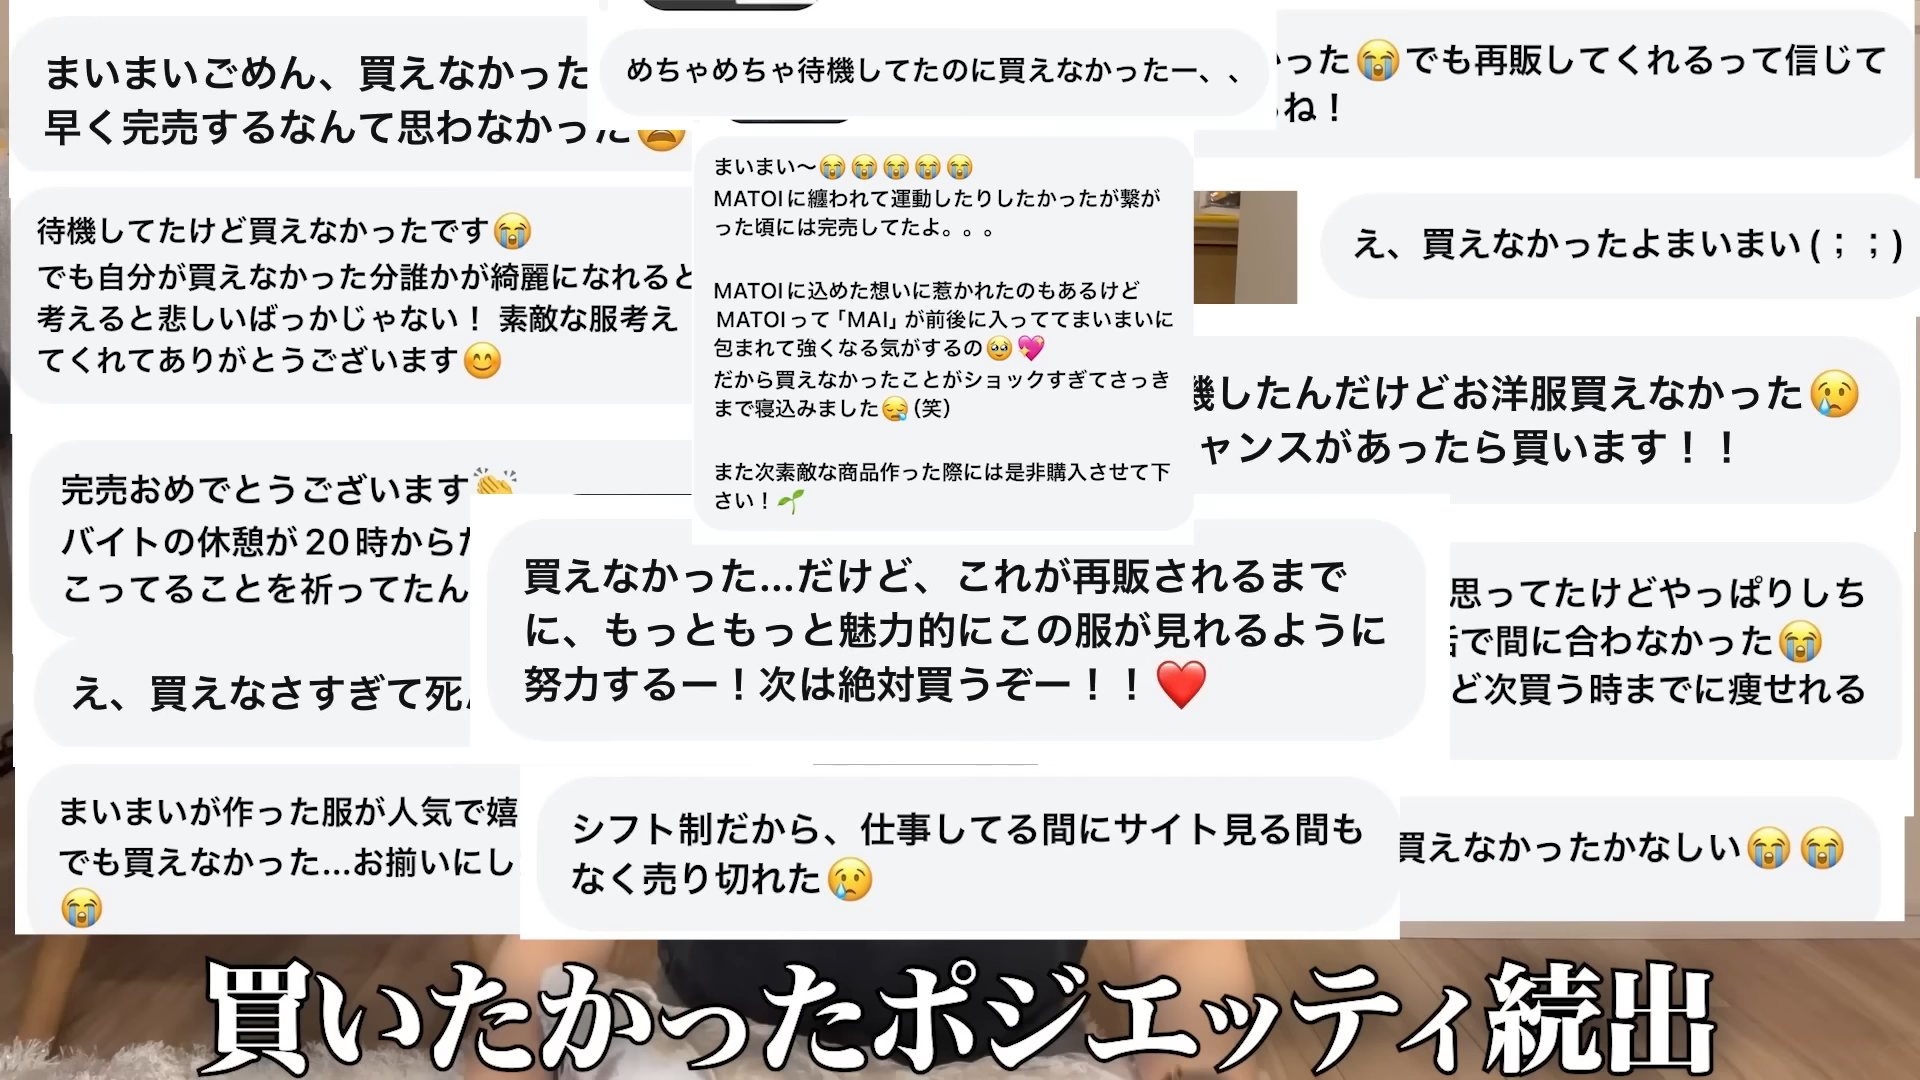 まいまいごめん、買えなかった
早く完売するなんて思わなかった😩
めちゃめちゃ待機してたのに買えなかったー、、
った😭でも再販してくれるって信じて
ね！
待機してたけど買えなかったです😭
でも自分が買えなかった分誰かが綺麗になれると
考えると悲しいばっかじゃない！ 素敵な服考え
てくれてありがとうございます😊
まいまい〜😭😭😭😭😭
MATOIに纏われて運動したりしたかったが繋が
った頃には完売してたよ。。。
MATOIに込めた想いに惹かれたのもあるけど
MATOIって「MAI」が前後に入っててまいまいに
包まれて強くなる気がするの🥹💖
だから買えなかったことがショックすぎてさっき
まで寝込みました😪(笑)
また次素敵な商品作った際には是非購入させて下
さい！🌱
え、買えなかったよまいまい (；；)
機したんだけどお洋服買えなかった😢
ャンスがあったら買います！！
完売おめでとうございます👏
バイトの休憩が20時からだ
こってることを祈ってたん
え、買えなさすぎて死ん
買えなかった...だけど、これが再販されるまで
に、もっともっと魅力的にこの服が見れるように
努力するー！次は絶対買うぞー！！❤️
思ってたけどやっぱりしち
で間に合わなかった😭
ど次買う時までに痩せれる
まいまいが作った服が人気で嬉
でも買えなかった...お揃いにし
😭
シフト制だから、仕事してる間にサイト見る間も
なく売り切れた😢
買えなかったかなしい😭😭
買いたかったポジエッティ続出